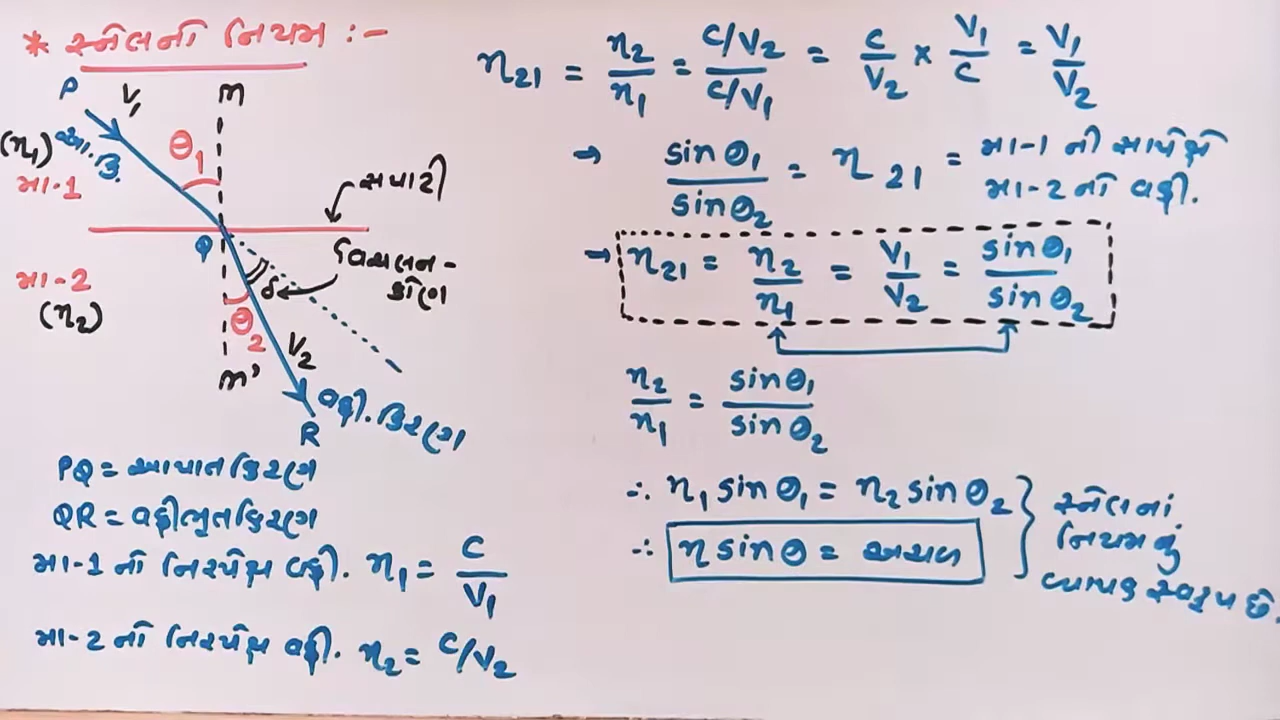 * સ્નેલનો નિયમ :-
P
V₁
M
(n₁) આ.કિ.
θ₁
મા-1
સપાટી
Q
મા-2
(n₂)
વિચલન-
કોણ
δ
θ₂
V₂
M'
વક્રી.કિરણ
R
PQ = આપાતકિરણ
QR = વક્રીભૂતકિરણ
મા-1 નો નિરપેક્ષ વક્રી. n₁ = C/V₁
મા-2 નો નિરપેક્ષ વક્રી. n₂ = C/V₂
n₂₁ = n₂/n₁ = (C/V₂)/(C/V₁) = C/V₂ × V₁/C = V₁/V₂
→ sinθ₁/sinθ₂ = n₂₁ = મા-1 ની સાપેક્ષે
મા-2 નો વક્રી.
→ n₂₁ = n₂/n₁ = V₁/V₂ = sinθ₁/sinθ₂
n₂/n₁ = sinθ₁/sinθ₂
∴ n₁ sinθ₁ = n₂ sinθ₂
∴ n sinθ = અચળ
સ્નેલનાં
નિયમનું
વ્યાપક સ્વરૂપ છે.